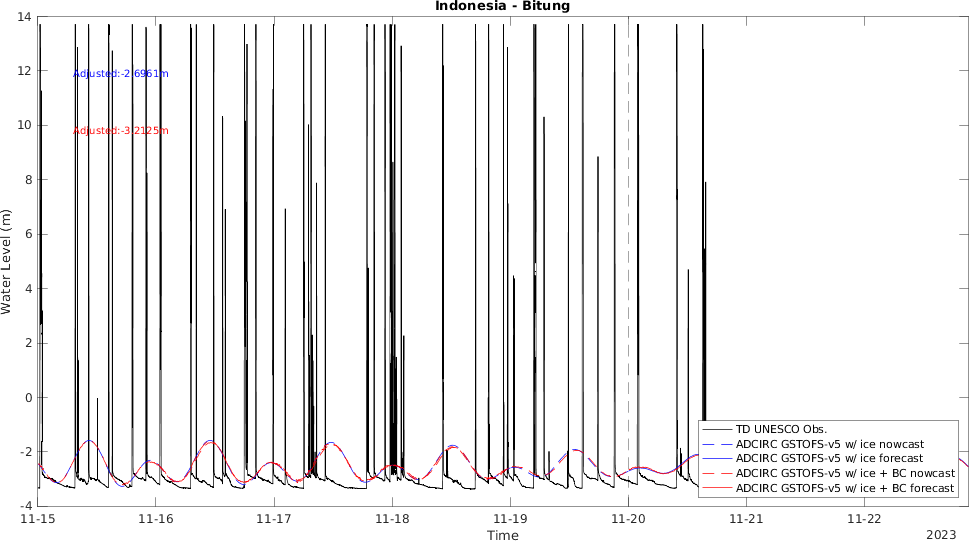 Indonesia - Bitung
14
12
10
8
6
4
2
0
-2
-4
Water Level (m)
Adjusted:-2.6961m
Adjusted:-3.2125m
TD UNESCO Obs.
ADCIRC GSTOFS-v5 w/ ice nowcast
ADCIRC GSTOFS-v5 w/ ice forecast
ADCIRC GSTOFS-v5 w/ ice + BC nowcast
ADCIRC GSTOFS-v5 w/ ice + BC forecast
11-15 11-16 11-17 11-18 11-19 11-20 11-21 11-22
Time
2023